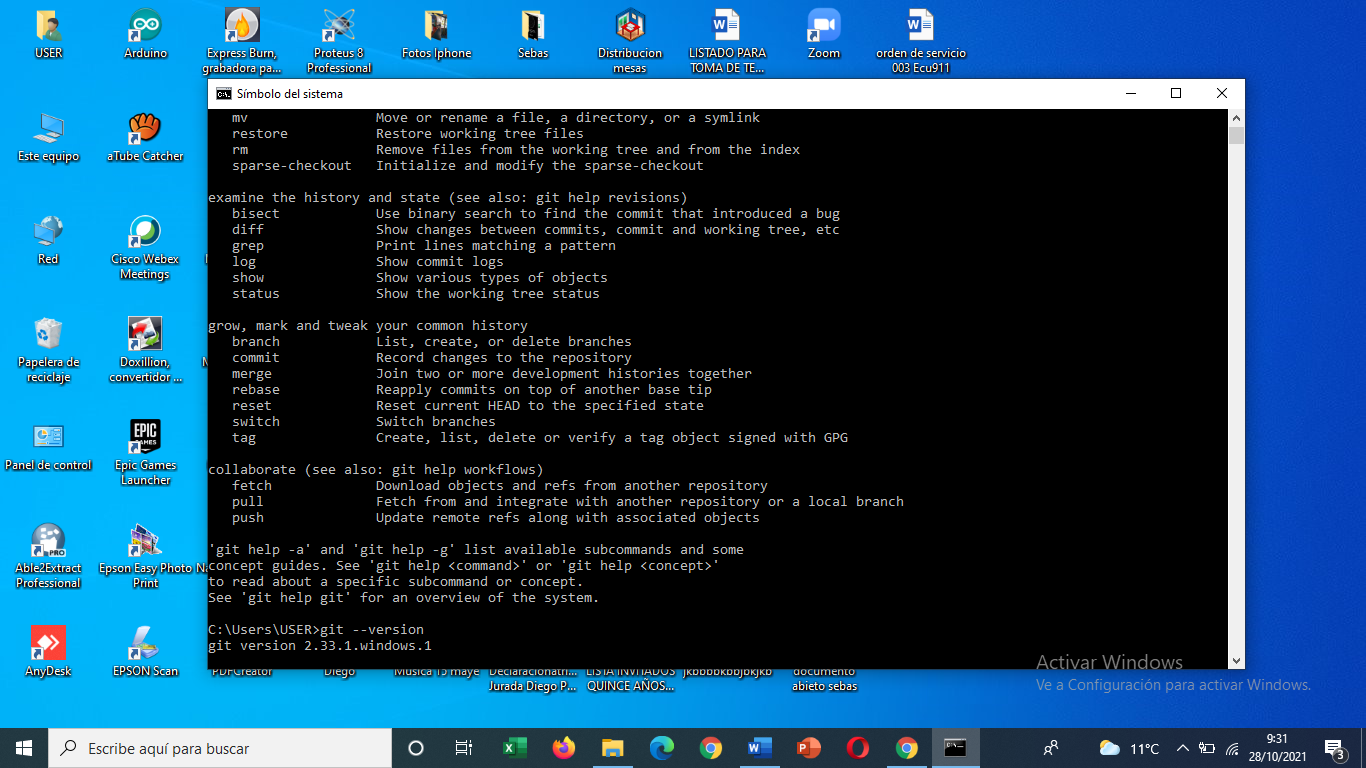 USER
Arduino
Express Burn,
grabadora pa...
Proteus 8
Professional
Fotos Iphone
Sebas
Distribucion
mesas
LISTADO PARA
TOMA DE TE...
Zoom
orden de servicio
003 Ecu911
Este equipo
aTube Catcher
Red
Cisco Webex
Meetings
Papelera de
reciclaje
Doxillion,
convertidor ...
Panel de control
EPIC
GAMES
Epic Games
Launcher
PRO
Able2Extract
Professional
Epson Easy Photo
Print
AnyDesk
EPSON Scan
Símbolo del sistema
mv Move or rename a file, a directory, or a symlink
restore Restore working tree files
rm Remove files from the working tree and from the index
sparse-checkout Initialize and modify the sparse-checkout
examine the history and state (see also: git help revisions)
bisect Use binary search to find the commit that introduced a bug
diff Show changes between commits, commit and working tree, etc
grep Print lines matching a pattern
log Show commit logs
show Show various types of objects
status Show the working tree status
grow, mark and tweak your common history
branch List, create, or delete branches
commit Record changes to the repository
merge Join two or more development histories together
rebase Reapply commits on top of another base tip
reset Reset current HEAD to the specified state
switch Switch branches
tag Create, list, delete or verify a tag object signed with GPG
collaborate (see also: git help workflows)
fetch Download objects and refs from another repository
pull Fetch from and integrate with another repository or a local branch
push Update remote refs along with associated objects
'git help -a' and 'git help -g' list available subcommands and some
concept guides. See 'git help <command>' or 'git help <concept>'
to read about a specific subcommand or concept.
See 'git help git' for an overview of the system.
C:\Users\USER>git --version
git version 2.33.1.windows.1
PDFCreator
Diego
Musica 15 maye
Jurada Diego P...
LISTA INVITADOS
QUINCE AÑOS...
documento
abieto sebas
Activar Windows
Ve a Configuración para activar Windows.
Escribe aquí para buscar
11°C
9:31
28/10/2021
3